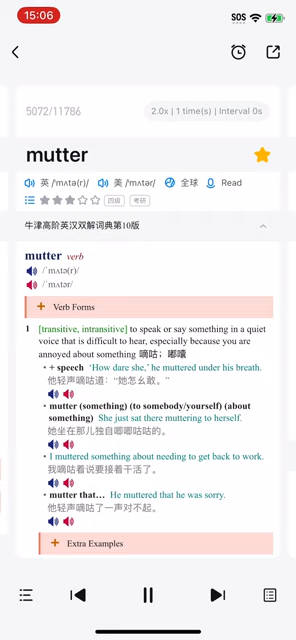 15:06
SOS
5072/11786
2.0x | 1 time(s) | Interval 0s
mutter
英 /ˈmʌtə(r)/ 美 /ˈmʌtər/ 全球 Read
四级 考研
牛津高阶英汉双解词典第10版
mutter verb
/ˈmʌtə(r)/
/ˈmʌtər/
+ Verb Forms
1 [transitive, intransitive] to speak or say something in a quiet
voice that is difficult to hear, especially because you are
annoyed about something 嘀咕；嘟囔
• + speech ‘How dare she,’ he muttered under his breath.
他轻声嘀咕道：“她怎么敢。”
• mutter (something) (to somebody/yourself) (about
something) She just sat there muttering to herself.
她坐在那儿独自唧唧咕咕的。
• I muttered something about needing to get back to work.
我嘀咕着说要接着干活了。
• mutter that… He muttered that he was sorry.
他轻声嘀咕了一声对不起。
+ Extra Examples